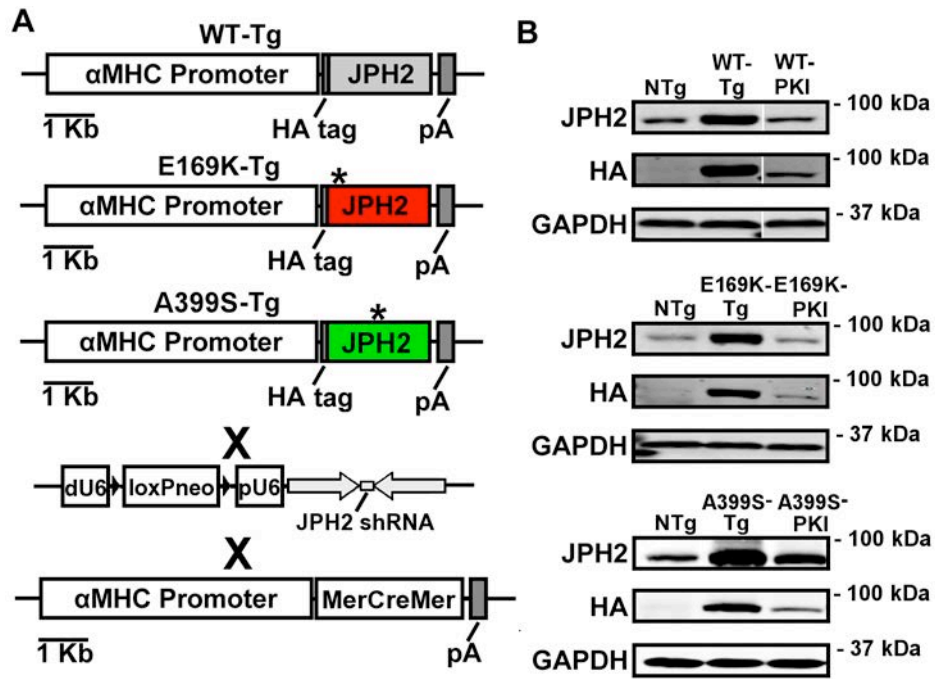 A
WT-Tg
αMHC Promoter JPH2
1 Kb HA tag pA
E169K-Tg
*
αMHC Promoter JPH2
1 Kb HA tag pA
A399S-Tg
*
αMHC Promoter JPH2
1 Kb HA tag pA
X
dU6 loxPneo pU6
JPH2 shRNA
X
αMHC Promoter MerCreMer
1 Kb pA
B
NTg WT-Tg WT-PKI
JPH2 - 100 kDa
HA - 100 kDa
GAPDH - 37 kDa
NTg E169K-Tg E169K-PKI
JPH2 - 100 kDa
HA - 100 kDa
GAPDH - 37 kDa
NTg A399S-Tg A399S-PKI
JPH2 - 100 kDa
HA - 100 kDa
GAPDH - 37 kDa